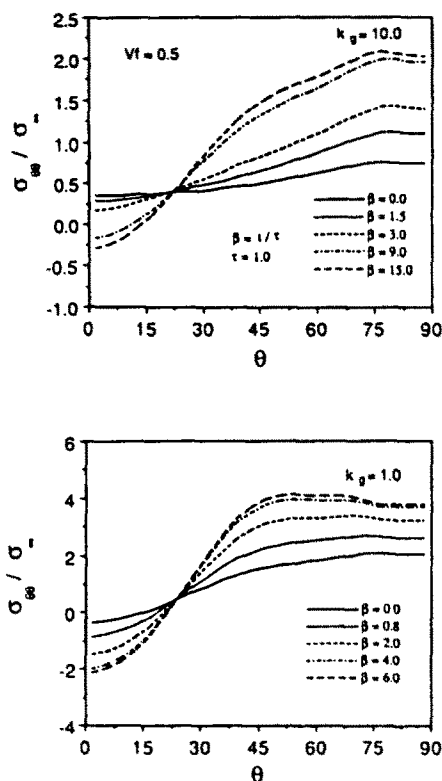 k g = 10.0
Vf = 0.5
2.5
2.0
1.5
1.0
0.5
0.0
-0.5
-1.0
σθθ / σ∞
β = 0.0
β = 1.5
β = 3.0
β = 9.0
β = 15.0
β = 1 / τ
τ = 1.0
0 15 30 45 60 75 90
θ
k g = 1.0
6
4
2
0
-2
-4
σθθ / σ∞
β = 0.0
β = 0.8
β = 2.0
β = 4.0
β = 6.0
0 15 30 45 60 75 90
θ